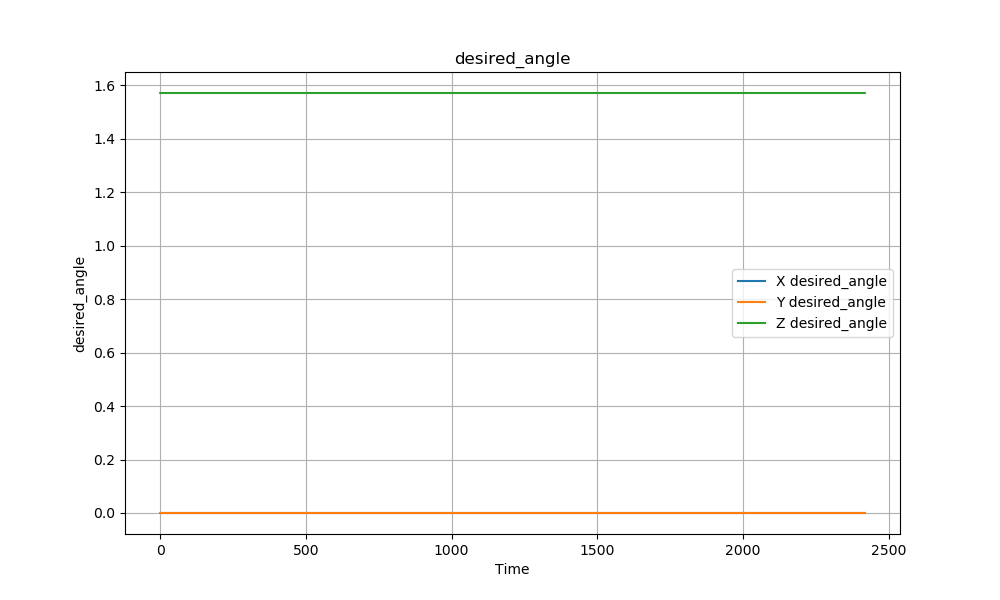 desired_angle
1.6
1.4
1.2
1.0
0.8
0.6
0.4
0.2
0.0
desired_angle
X desired_angle
Y desired_angle
Z desired_angle
0 500 1000 1500 2000 2500
Time